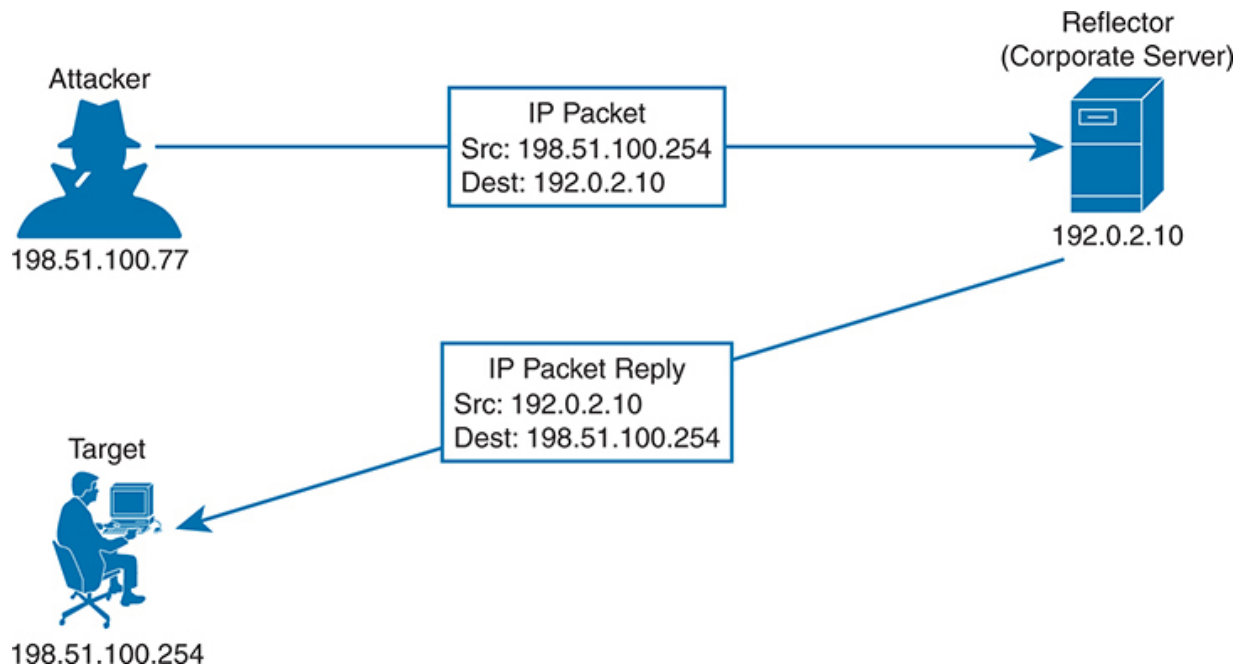 Attacker
198.51.100.77
IP Packet
Src: 198.51.100.254
Dest: 192.0.2.10
Reflector
(Corporate Server)
192.0.2.10
IP Packet Reply
Src: 192.0.2.10
Dest: 198.51.100.254
Target
198.51.100.254